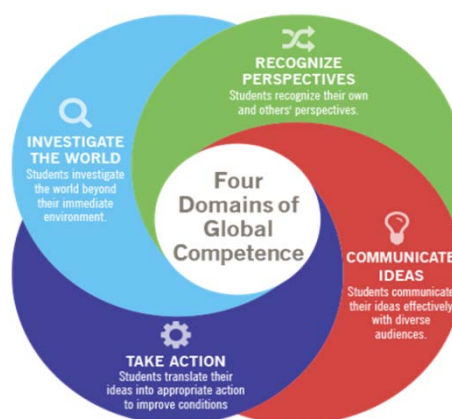 RECOGNIZE
PERSPECTIVES
Students recognize their own
and others' perspectives.
INVESTIGATE
THE WORLD
Students investigate
the world beyond
their immediate
environment.
Four
Domains of
Global
Competence
COMMUNICATE
IDEAS
Students communicate
their ideas effectively
with diverse
audiences.
TAKE ACTION
Students translate their
ideas into appropriate action
to improve conditions